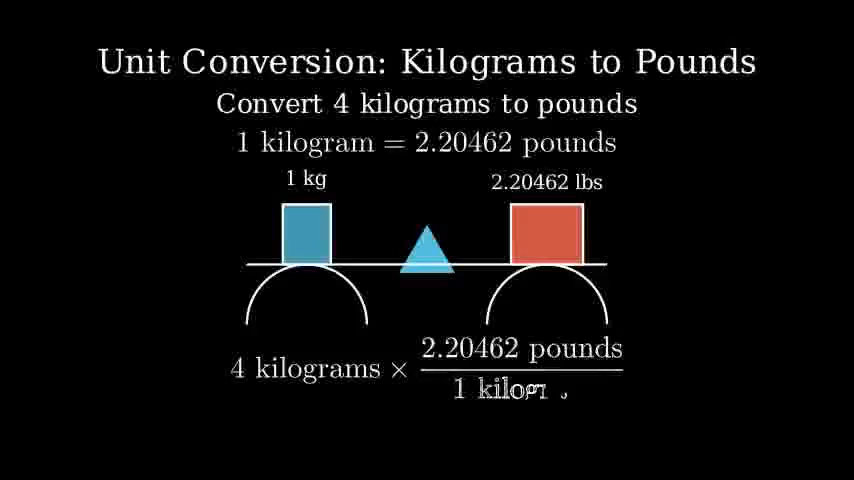 Unit Conversion: Kilograms to Pounds
Convert 4 kilograms to pounds
1 kilogram = 2.20462 pounds
1 kg
2.20462 lbs
4 kilograms × 2.20462 pounds
1